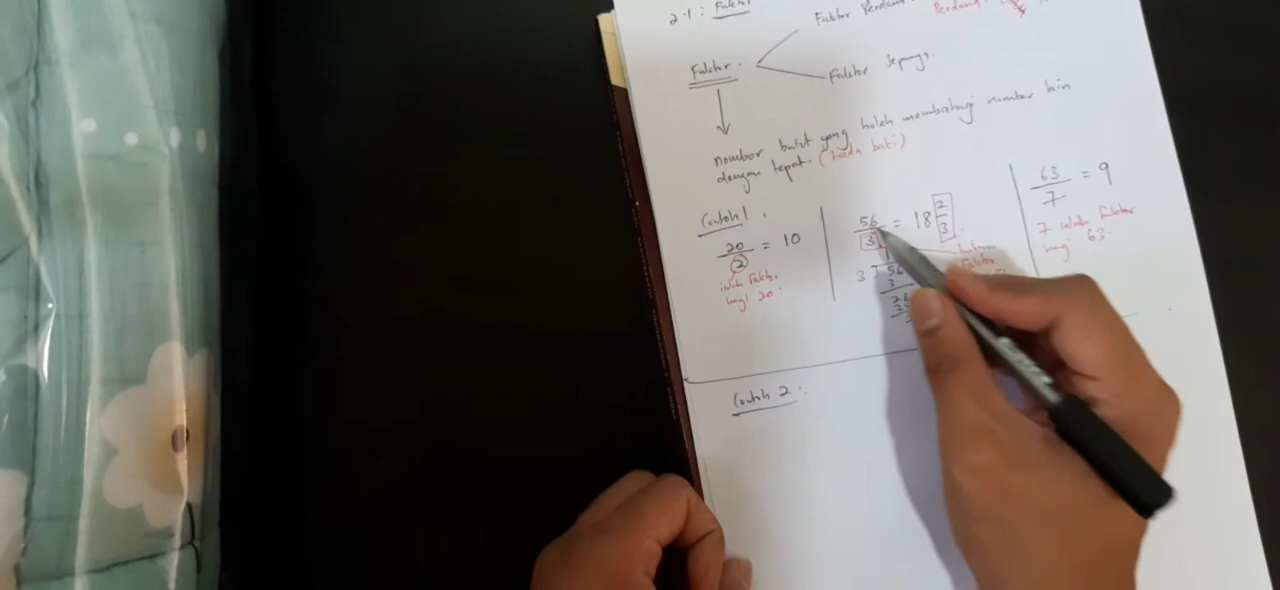 2.1 : Faktor
Faktor Perdana
Faktor
Faktor Sepunya.
nombor bulat yang boleh membahagi nombor lain
dengan tepat. (tiada baki)
Contoh 1 :
20/2 = 10
ialah faktor
bagi 20.
56/3 = 18 2/3
bukan
faktor
3 56
3
26
63/7 = 9
7 ialah faktor
bagi 63.
Contoh 2 :